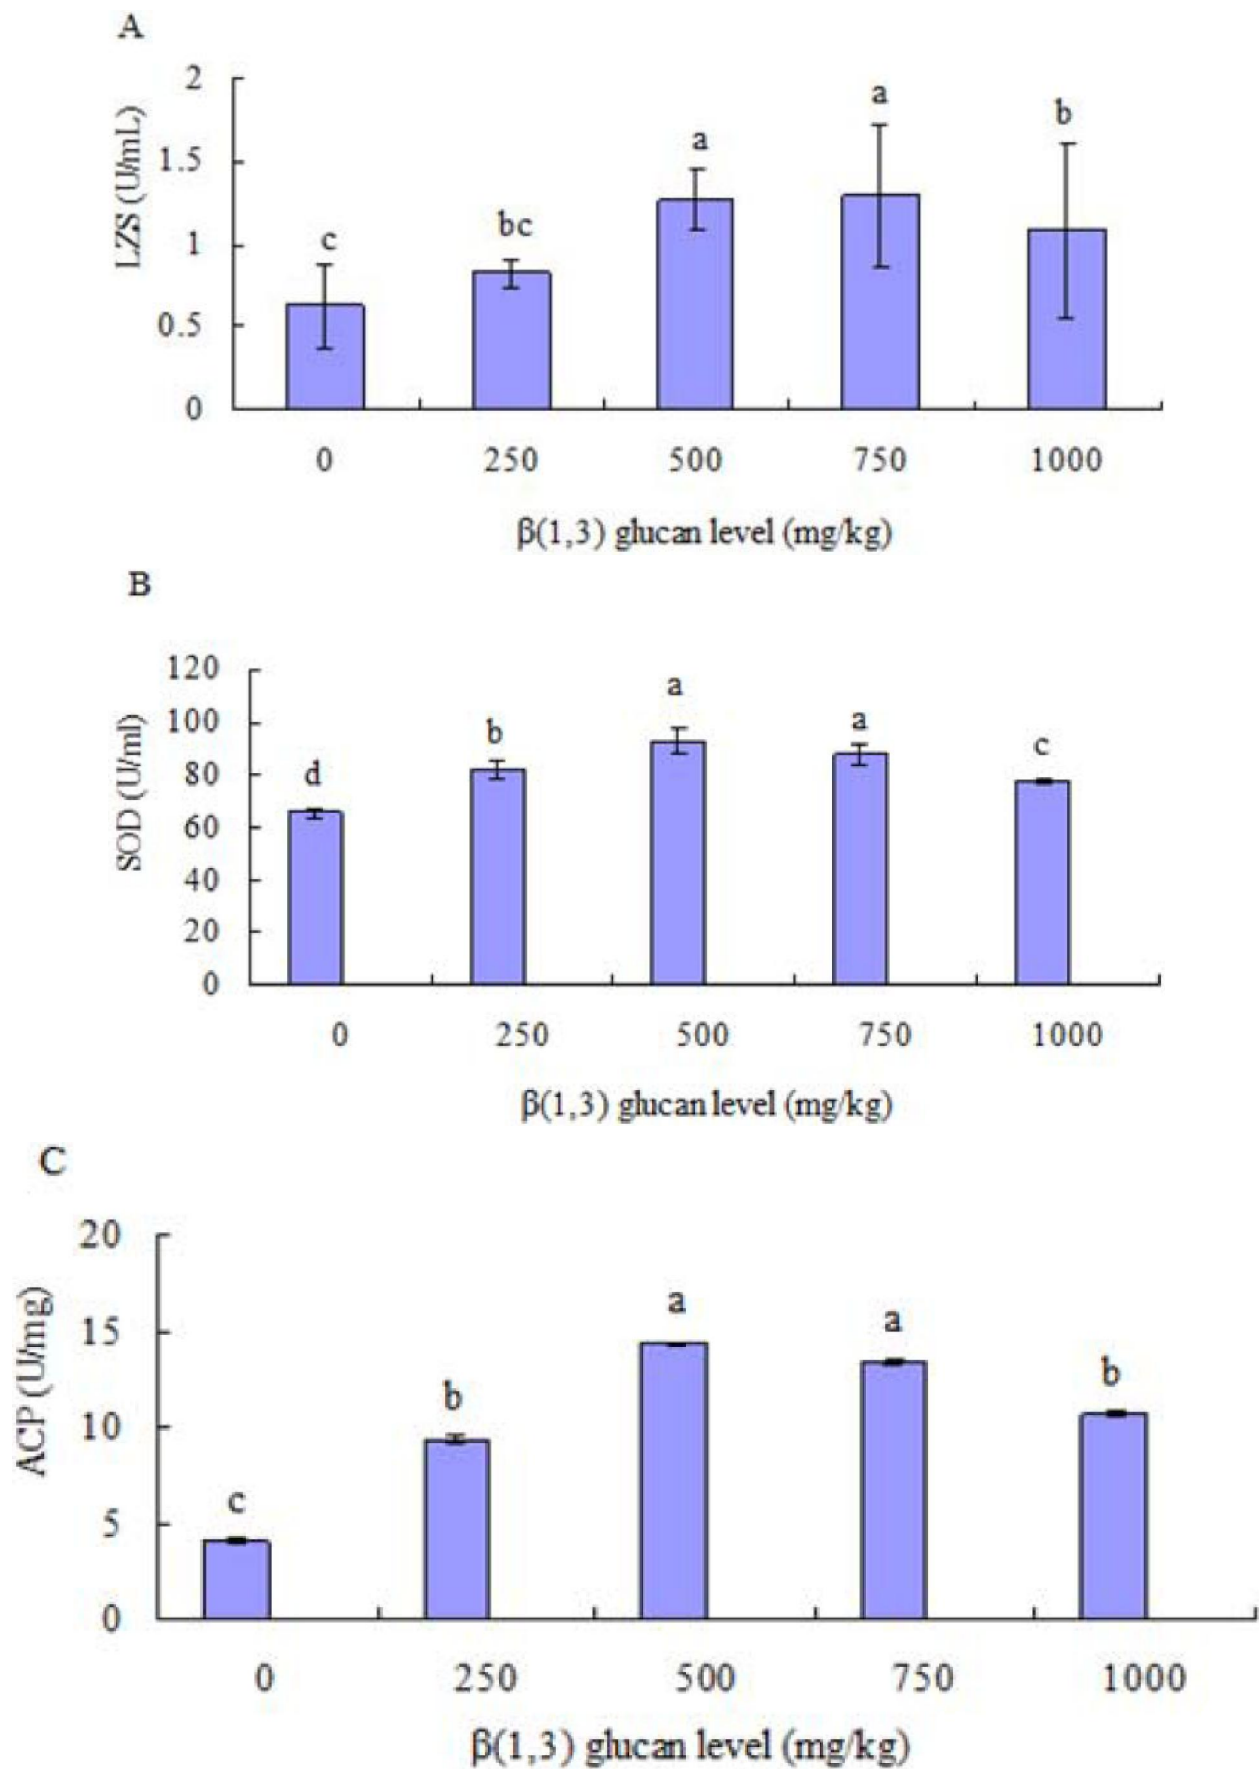 A
2
1.5
1
0.5
0
LZS (U/mL)
c
bc
a
a
b
0 250 500 750 1000
β(1,3) glucan level (mg/kg)
B
120
100
80
60
40
20
0
SOD (U/ml)
d
b
a
a
c
0 250 500 750 1000
β(1,3) glucan level (mg/kg)
C
20
15
10
5
0
ACP (U/mg)
c
b
a
a
b
0 250 500 750 1000
β(1,3) glucan level (mg/kg)